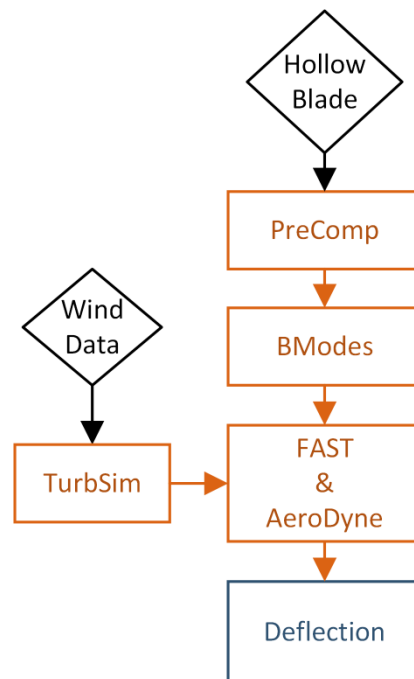 Hollow
Blade
PreComp
Wind
Data
BModes
TurbSim
FAST
&
AeroDyne
Deflection